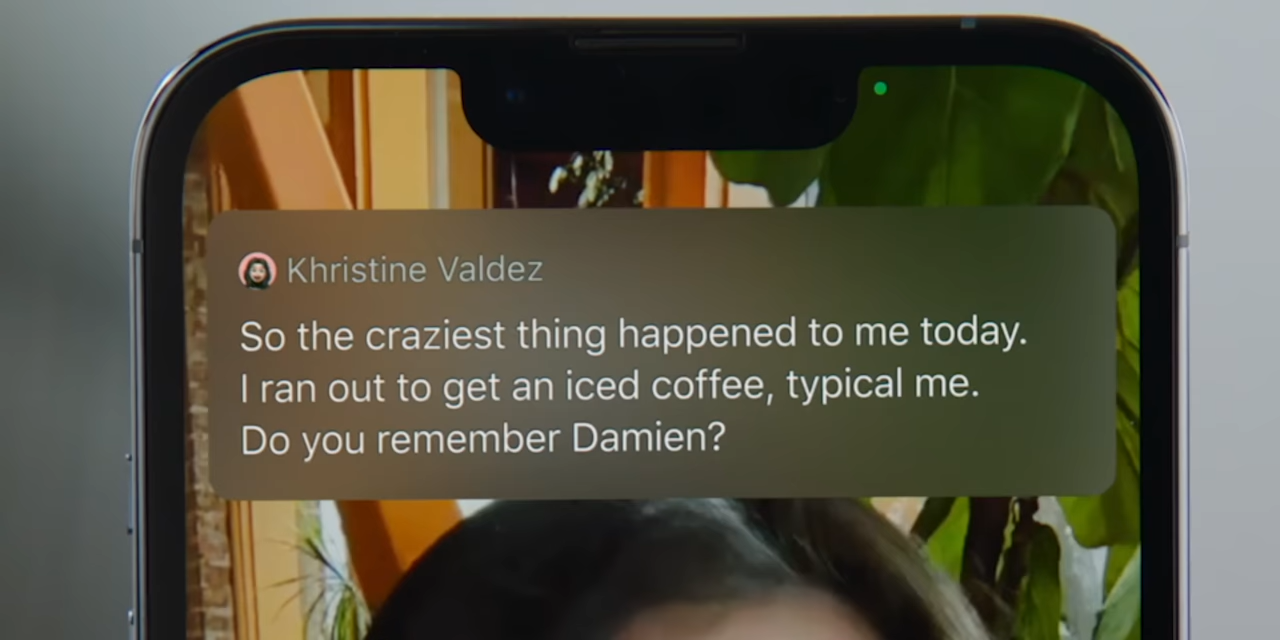 Khristine Valdez
So the craziest thing happened to me today.
I ran out to get an iced coffee, typical me.
Do you remember Damien?